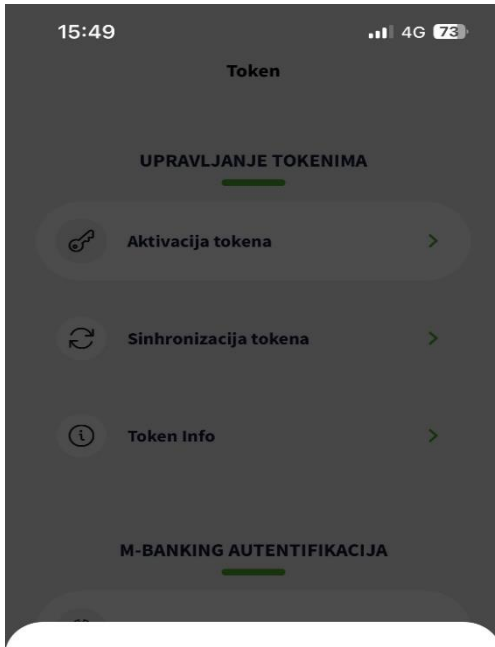 15:49
4G 73
Token
UPRAVLJANJE TOKENIMA
Aktivacija tokena
Sinhronizacija tokena
Token Info
M-BANKING AUTENTIFIKACIJA